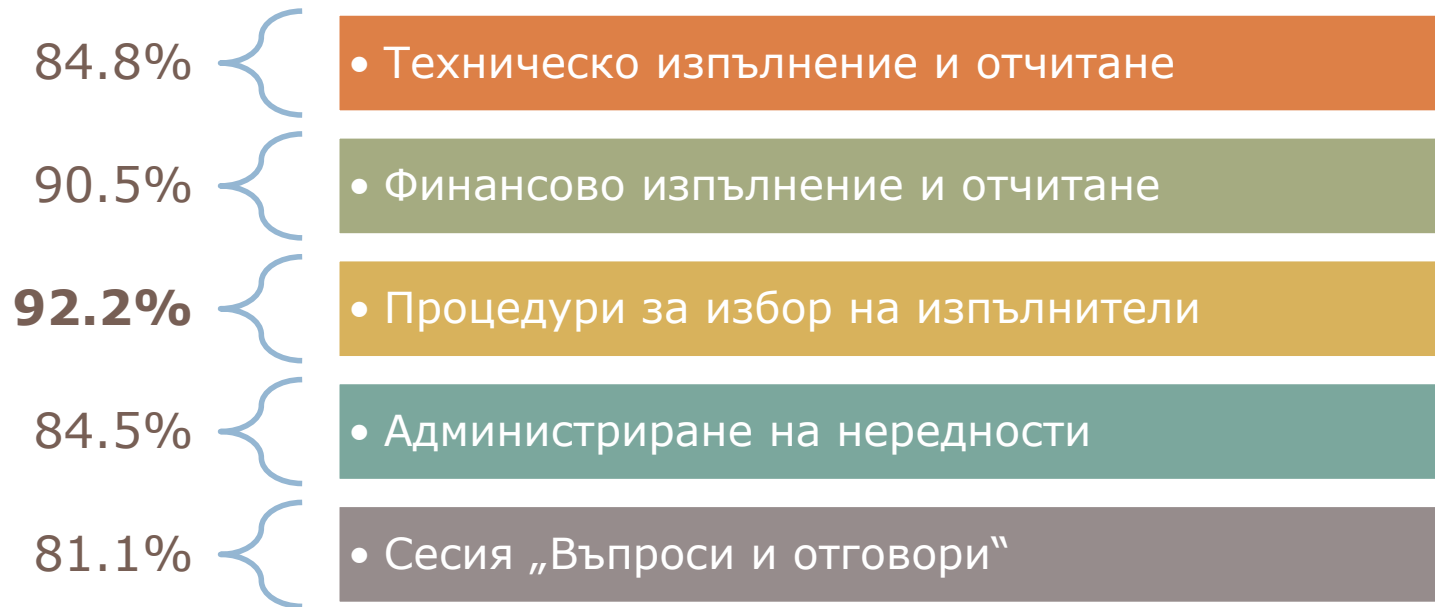 84.8%
• Техническо изпълнение и отчитане
90.5%
• Финансово изпълнение и отчитане
92.2%
• Процедури за избор на изпълнители
84.5%
• Администриране на нередности
81.1%
• Сесия „Въпроси и отговори“